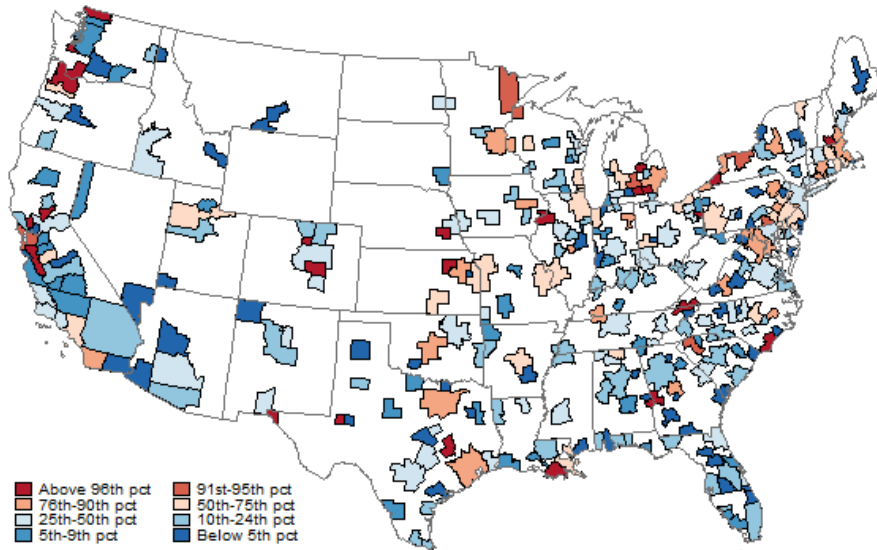 Above 96th pct 91st-95th pct
76th-90th pct 50th-75th pct
25th-50th pct 10th-24th pct
5th-9th pct Below 5th pct